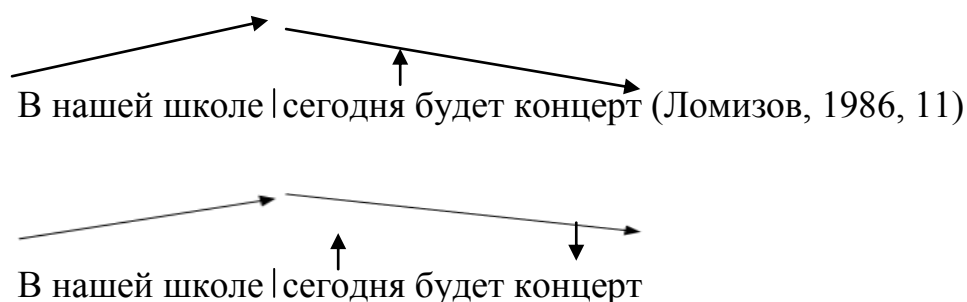 В нашей школе|сегодня будет концерт (Ломизов, 1986, 11)
В нашей школе|сегодня будет концерт